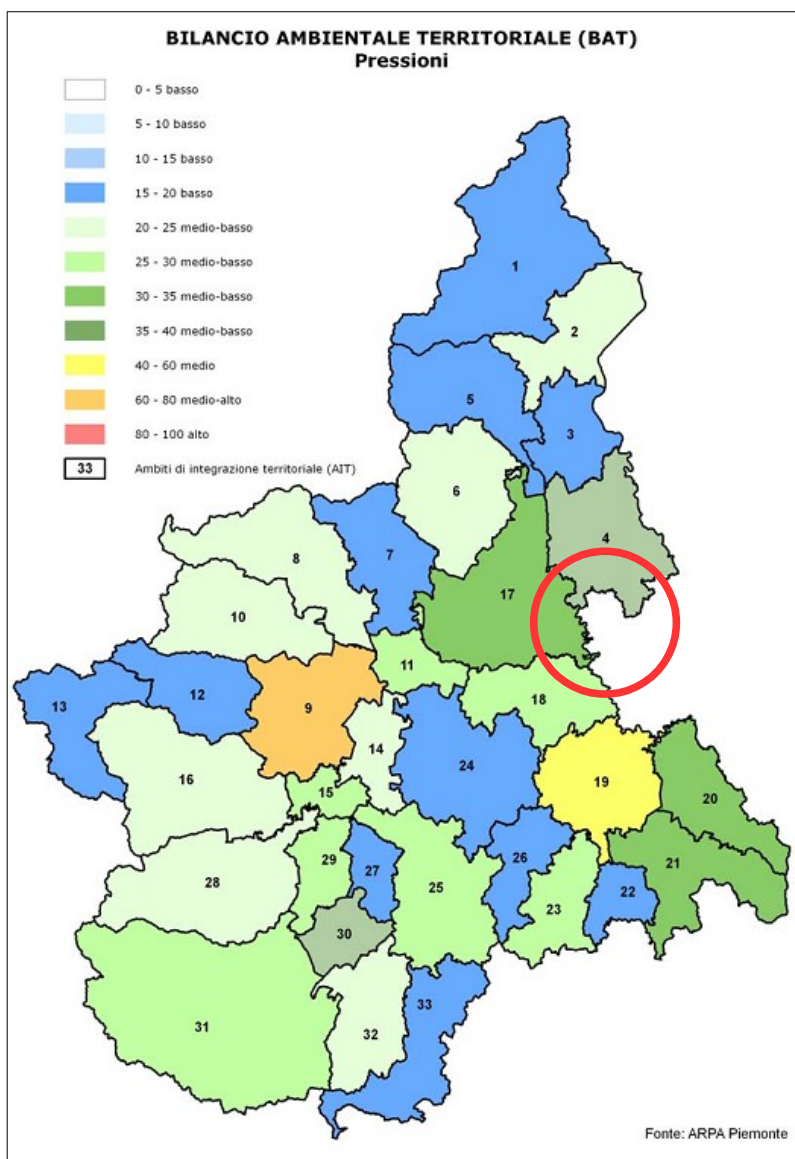 BILANCIO AMBIENTALE TERRITORIALE (BAT)
Pressioni
0 - 5 basso
5 - 10 basso
10 - 15 basso
15 - 20 basso
20 - 25 medio-basso
25 - 30 medio-basso
30 - 35 medio-basso
35 - 40 medio-basso
40 - 60 medio
60 - 80 medio-alto
80 - 100 alto
33 Ambiti di integrazione territoriale (AIT)
1
2
3
5
6
4
7
8
17
10
11
18
13
12
9
14
24
16
19
15
20
29
27
26
21
25
28
23
22
30
33
31
32
Fonte: ARPA Piemonte